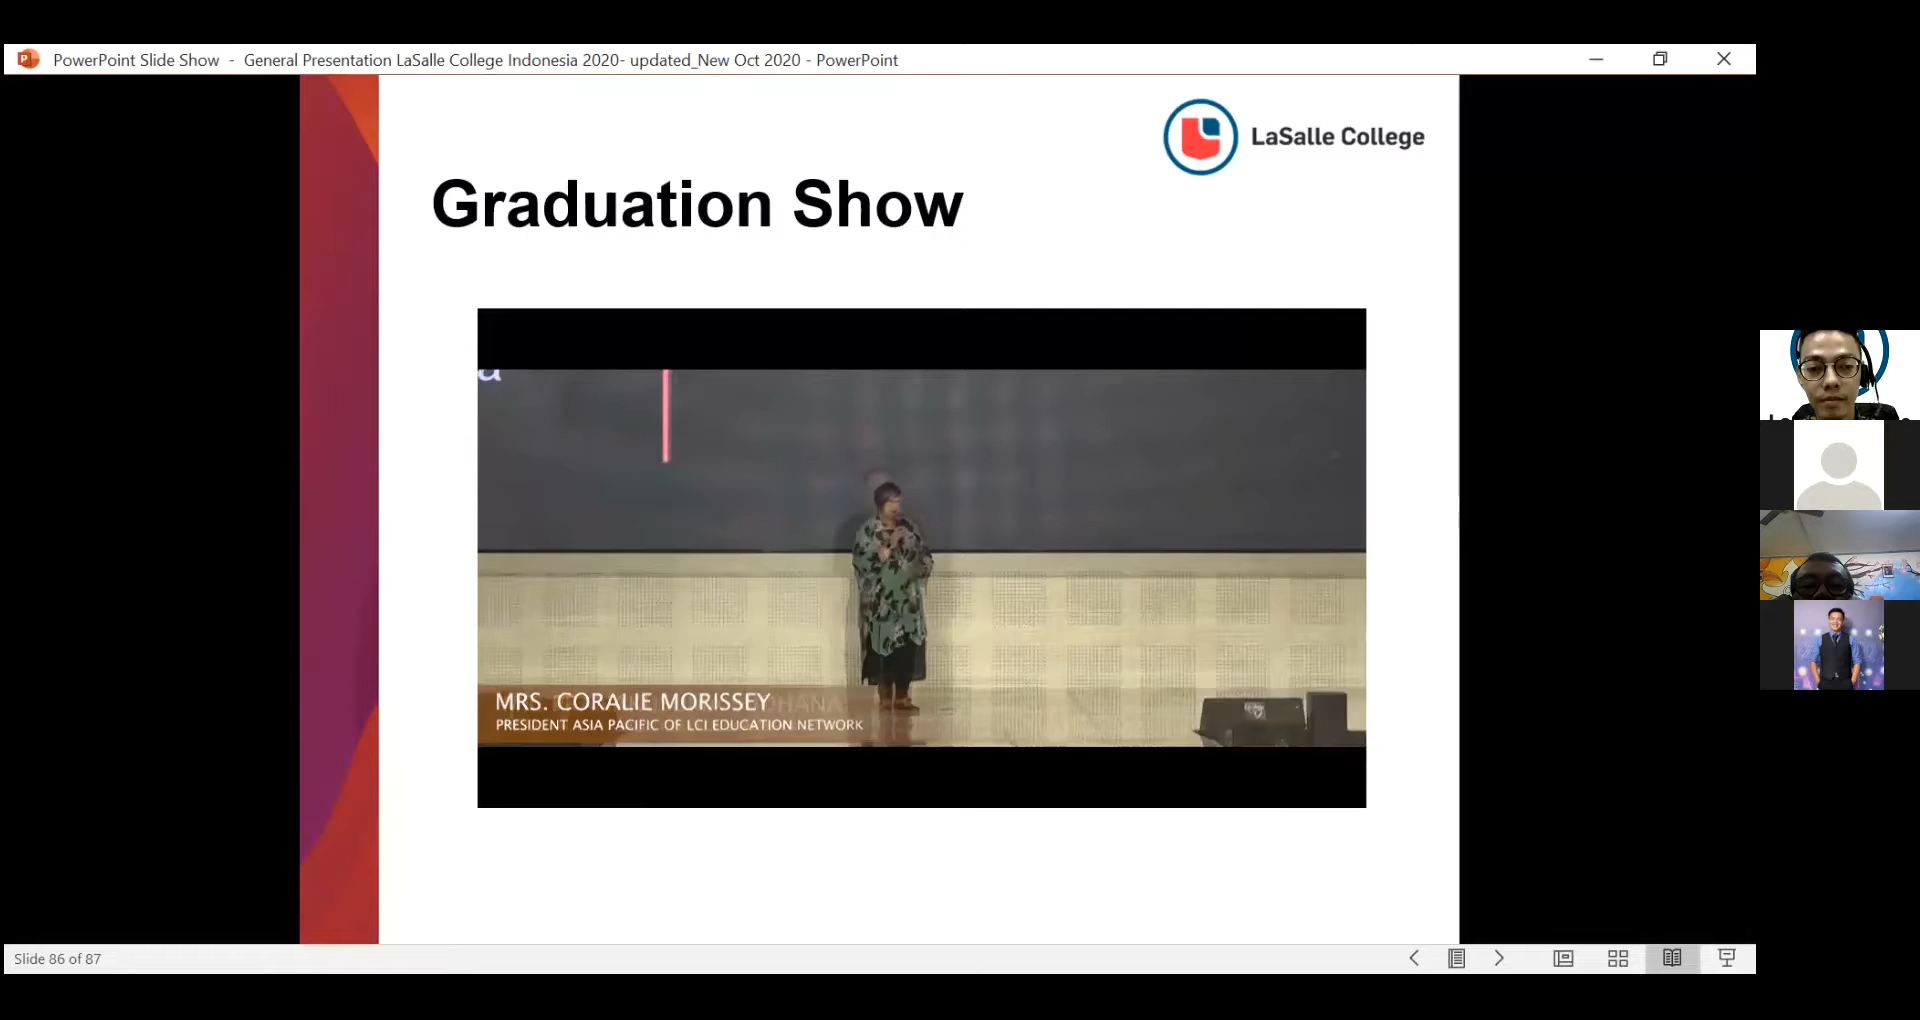 PowerPoint Slide Show - General Presentation LaSalle College Indonesia 2020- updated_New Oct 2020 - PowerPoint
LaSalle College
Graduation Show
a
MRS. CORALIE MORISSEY
PRESIDENT ASIA PACIFIC OF LCI EDUCATION NETWORK
Slide 86 of 87